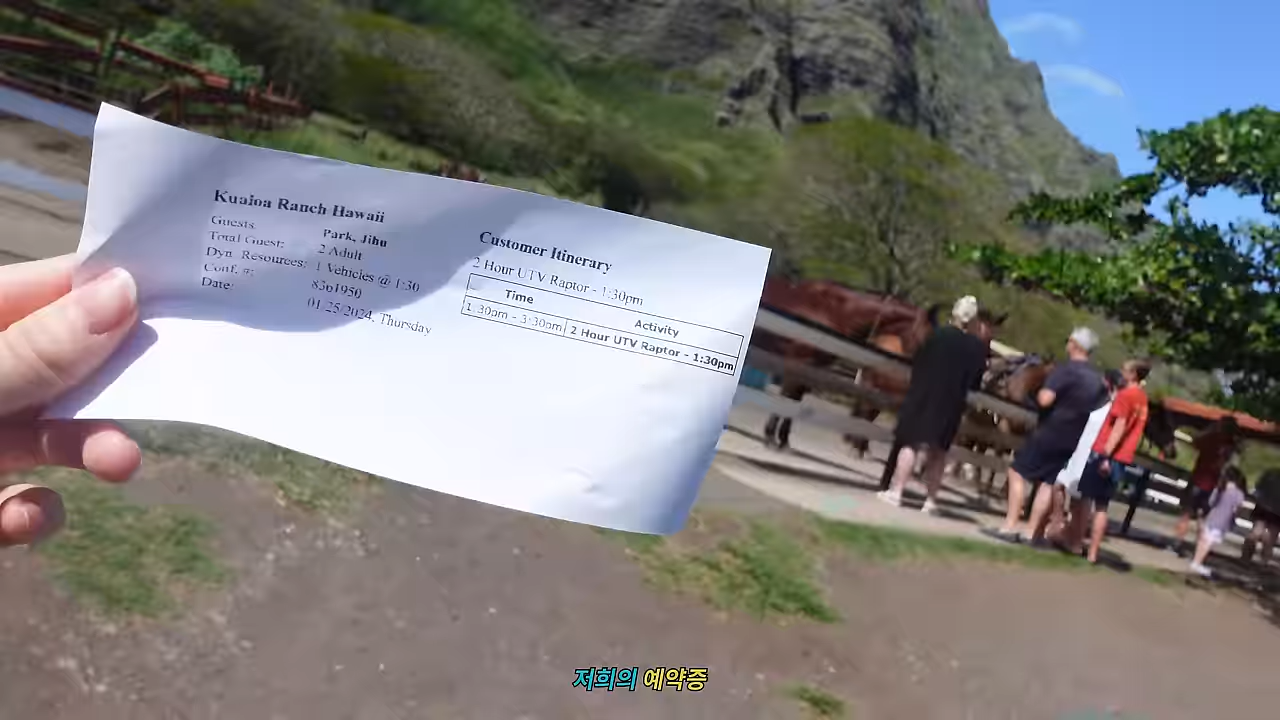 Kualoa Ranch Hawaii
Guests: Park, Jihu
Total Guest: 2 Adult
Dyn. Resources: 1 Vehicles @ 1:30
Conf. #: 8361950
Date: 01/25/2024, Thursday
Customer Itinerary
2 Hour UTV Raptor - 1:30pm
Time Activity
1:30pm - 3:30pm 2 Hour UTV Raptor - 1:30pm
저희의 예약증